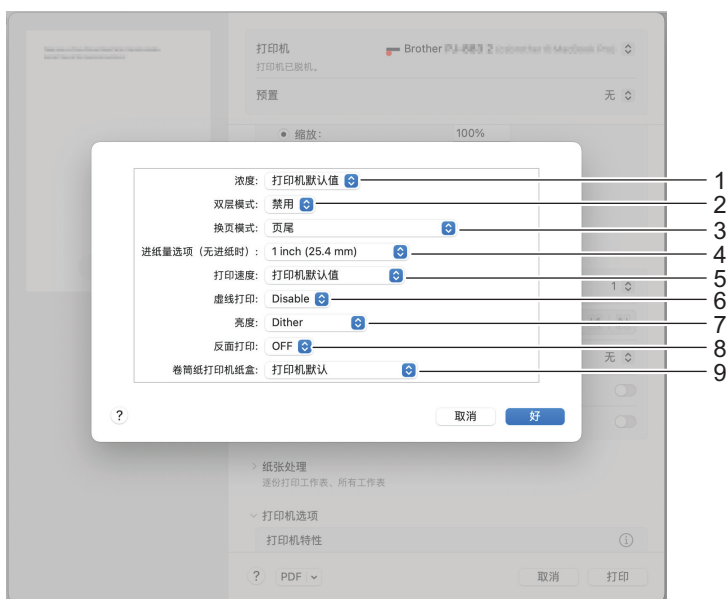 打印机 Brother
打印机已脱机。
预置 无
缩放: 100%
浓度: 打印机默认值 1
双层模式: 禁用 2
换页模式: 页尾 3
进纸量选项（无进纸时）: 1 inch (25.4 mm) 4
打印速度: 打印机默认值 5
1
虚线打印: Disable 6
亮度: Dither 7
反面打印: OFF 8
无
卷筒纸打印机纸盒: 打印机默认 9
? 取消 好
纸张处理
逐份打印工作表、所有工作表
打印机选项
打印机特性
? PDF 取消 打印